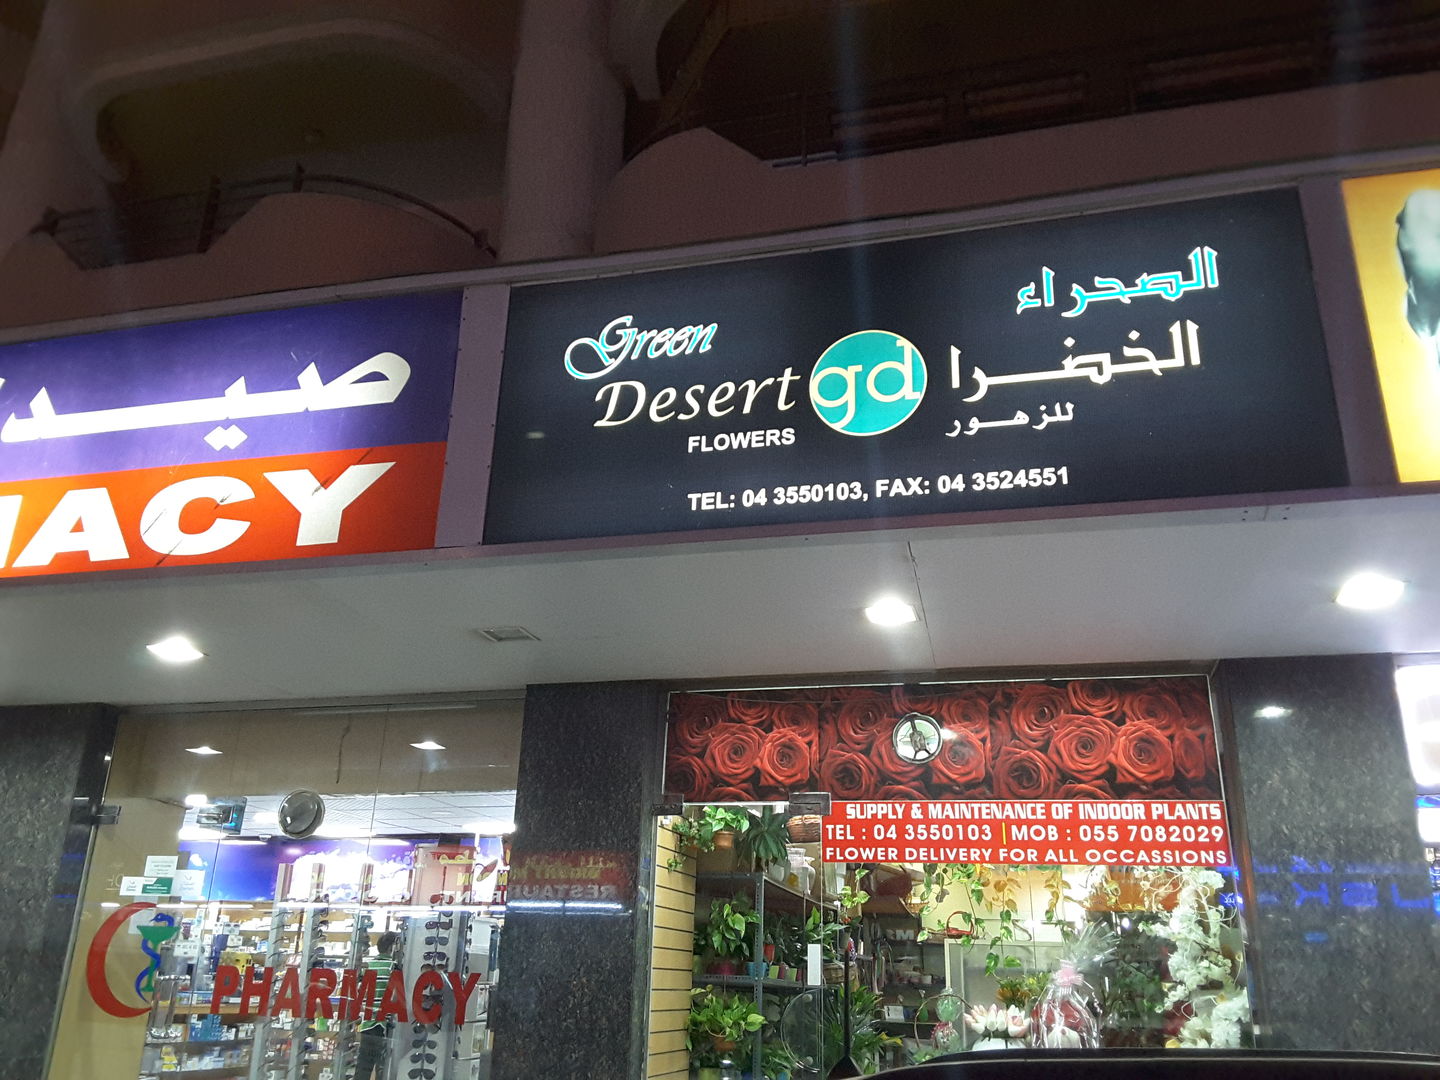 صيد
ACY
Green
Desert
FLOWERS
gd
الصحراء
الخضرا
للزهور
TEL: 04 3550103, FAX: 04 3524551
SUPPLY & MAINTENANCE OF INDOOR PLANTS
TEL : 04 3550103 | MOB : 055 7082029
FLOWER DELIVERY FOR ALL OCCASSIONS
PHARMACY